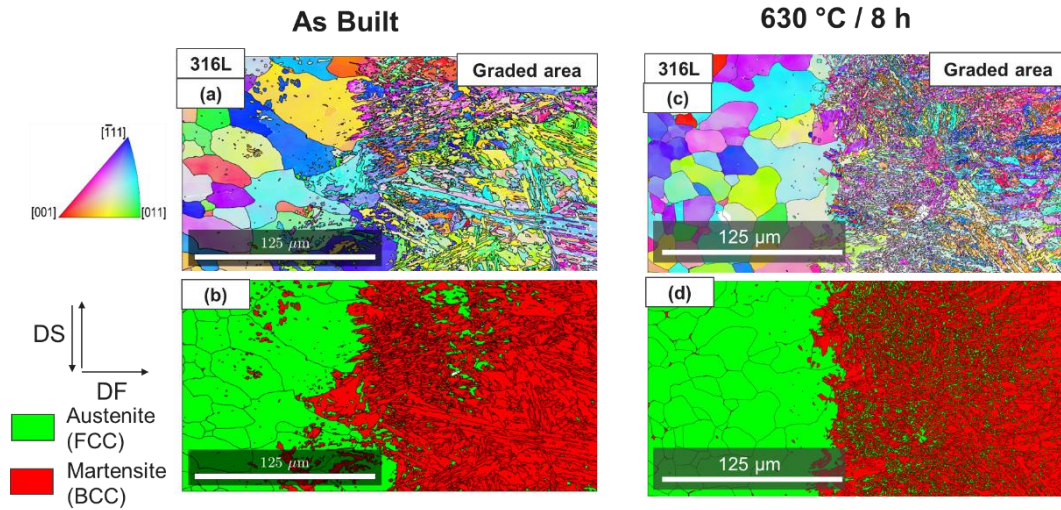 As Built
630 °C / 8 h
316L
Graded area
(a)
316L
Graded area
(c)
[1̅11]
[001]
[011]
125 μm
125 μm
(b)
(d)
DS
DF
Austenite
(FCC)
Martensite
(BCC)
125 μm
125 μm